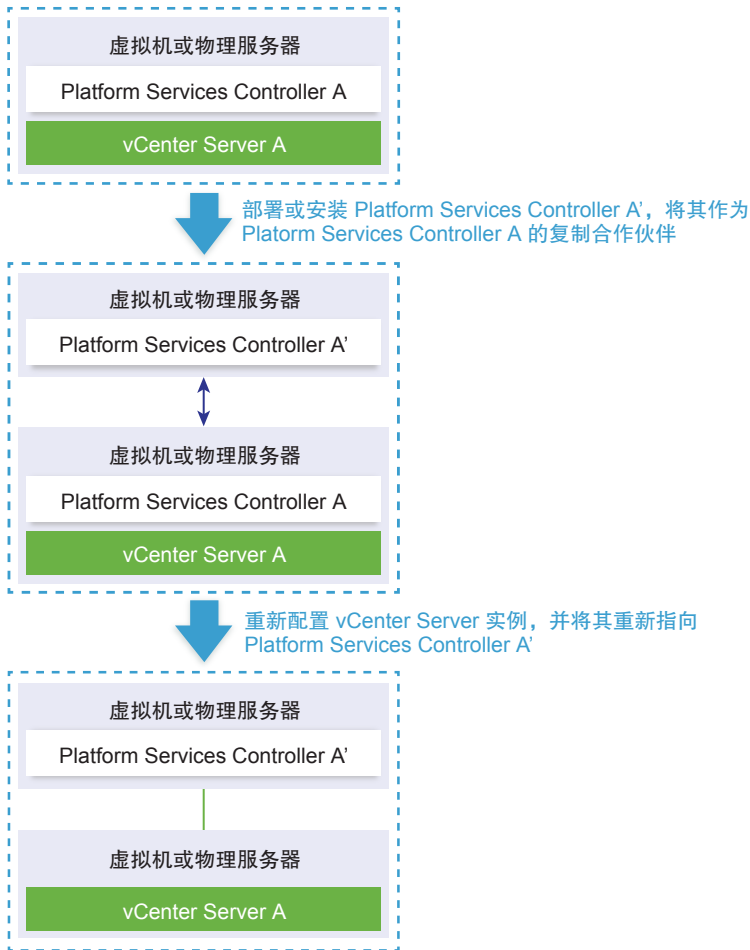 虚拟机或物理服务器
Platform Services Controller A
vCenter Server A
部署或安装 Platform Services Controller A’，将其作为
Platorm Services Controller A 的复制合作伙伴
虚拟机或物理服务器
Platform Services Controller A’
虚拟机或物理服务器
Platform Services Controller A
vCenter Server A
重新配置 vCenter Server 实例，并将其重新指向
Platform Services Controller A’
虚拟机或物理服务器
Platform Services Controller A’
虚拟机或物理服务器
vCenter Server A